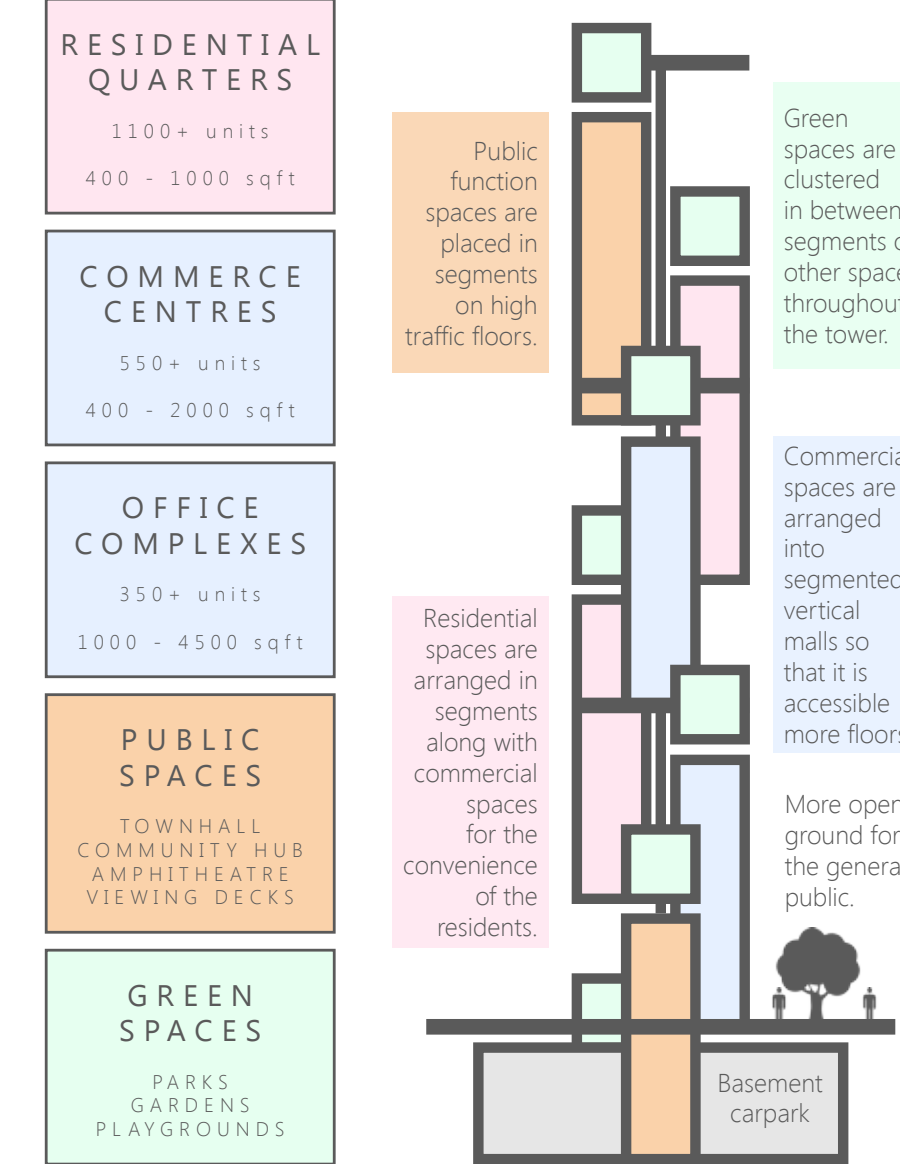 RESIDENTIAL
QUARTERS
1100+ units
400 - 1000 sqft
COMMERCE
CENTRES
550+ units
400 - 2000 sqft
OFFICE
COMPLEXES
350+ units
1000 - 4500 sqft
PUBLIC
SPACES
TOWNHALL
COMMUNITY HUB
AMPHITHEATRE
VIEWING DECKS
GREEN
SPACES
PARKS
GARDENS
PLAYGROUNDS
Public
function
spaces are
placed in
segments
on high
traffic floors.
Residential
spaces are
arranged in
segments
along with
commercial
spaces
for the
convenience
of the
residents.
Green
spaces are
clustered
in between
segments
other
throughout
the tower.
spaces are
arranged
into
segmented
vertical
malls so
that it is
accessible
more
More open
ground for
the
public.
Basement
carpark